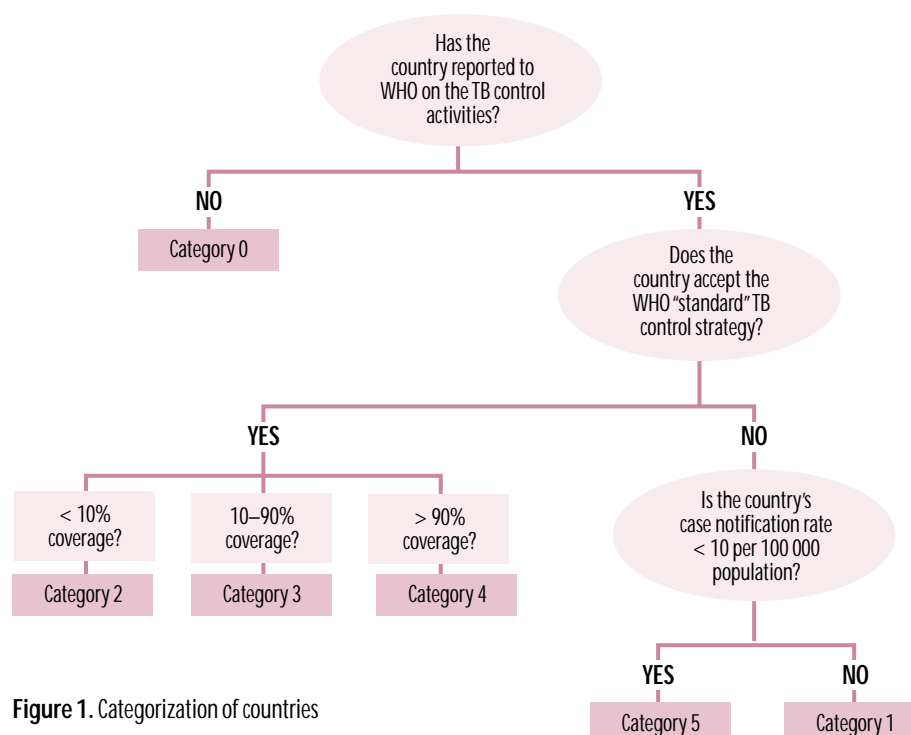 Has the
country reported to
WHO on the TB control
activities?
NO
YES
Category 0
Does the
country accept the
WHO “standard” TB
control strategy?
YES
NO
< 10%
coverage?
10–90%
coverage?
> 90%
coverage?
Is the country's
case notification rate
< 10 per 100 000
population?
Category 2
Category 3
Category 4
YES
NO
Category 5
Category 1
Figure 1. Categorization of countries